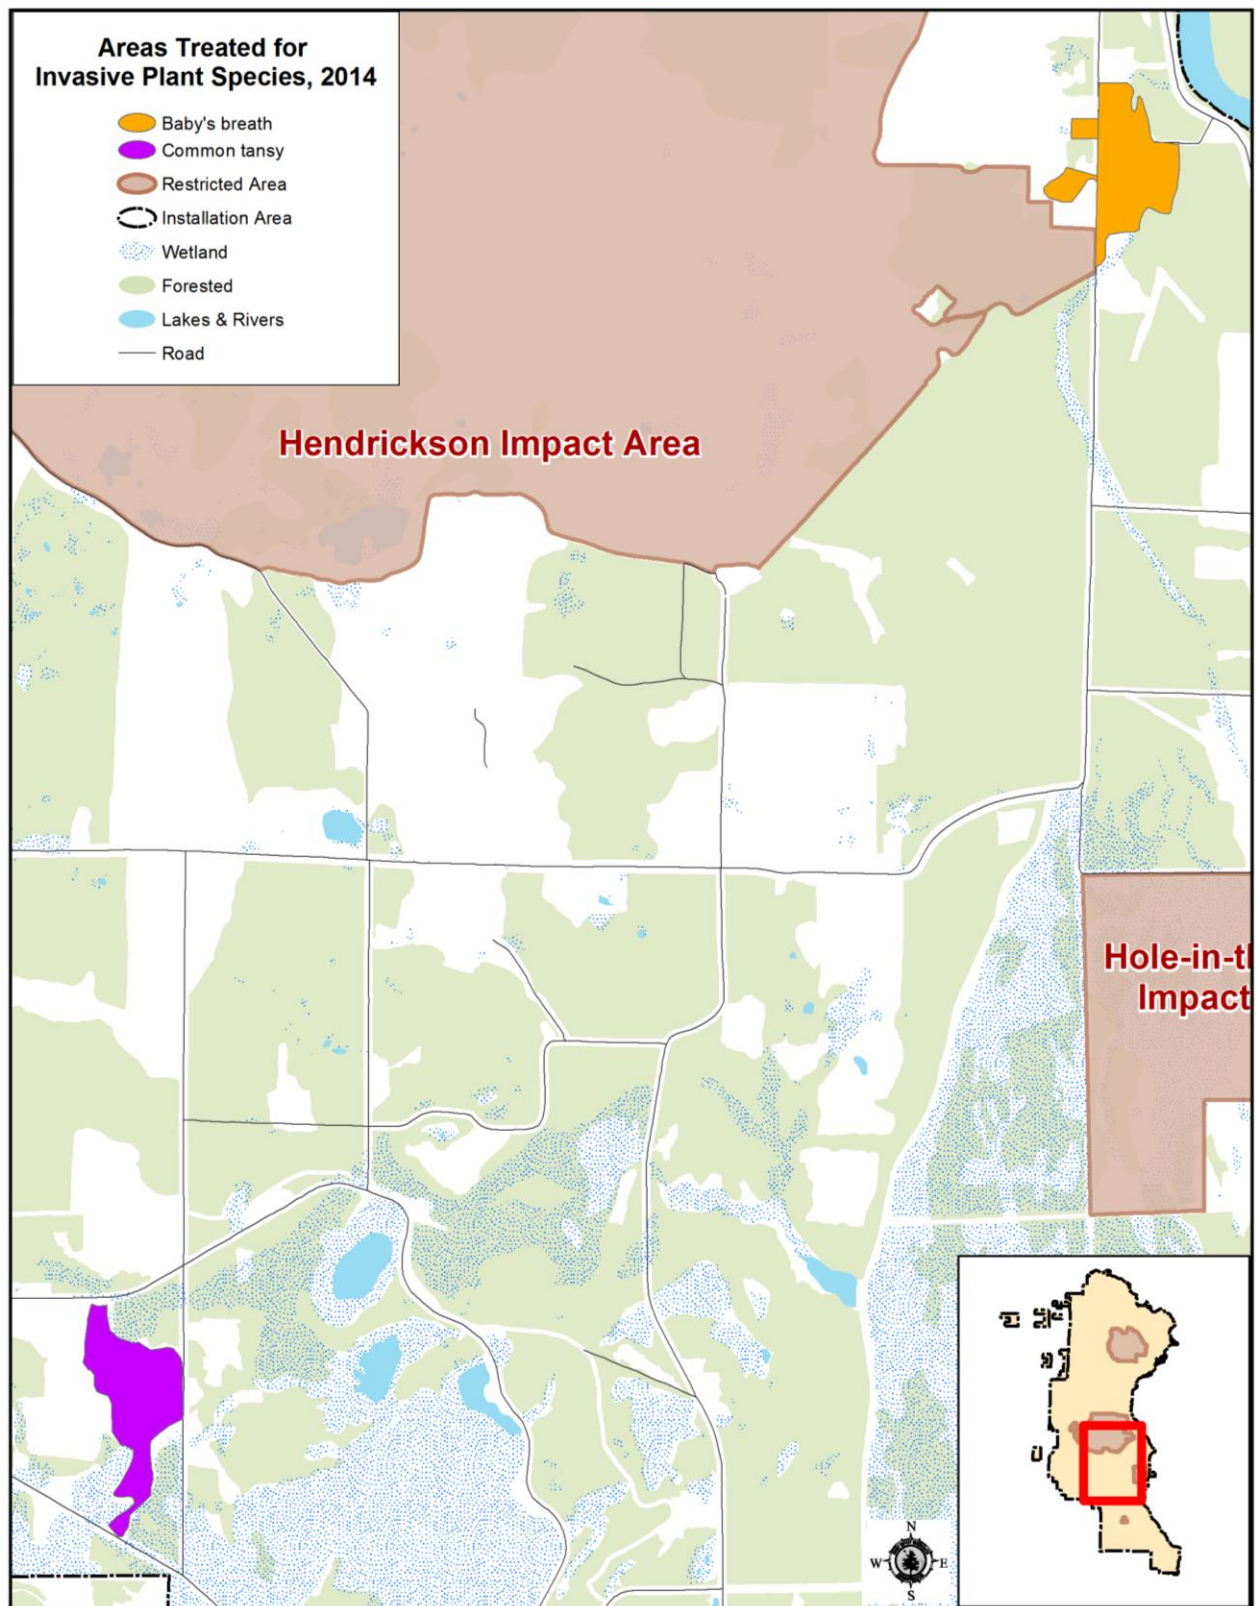 Areas Treated for
Invasive Plant Species, 2014
Baby's breath
Common tansy
Restricted Area
Installation Area
Wetland
Forested
Lakes & Rivers
Road
Hendrickson Impact Area
Hole-in-t
Impact
N
W E
S